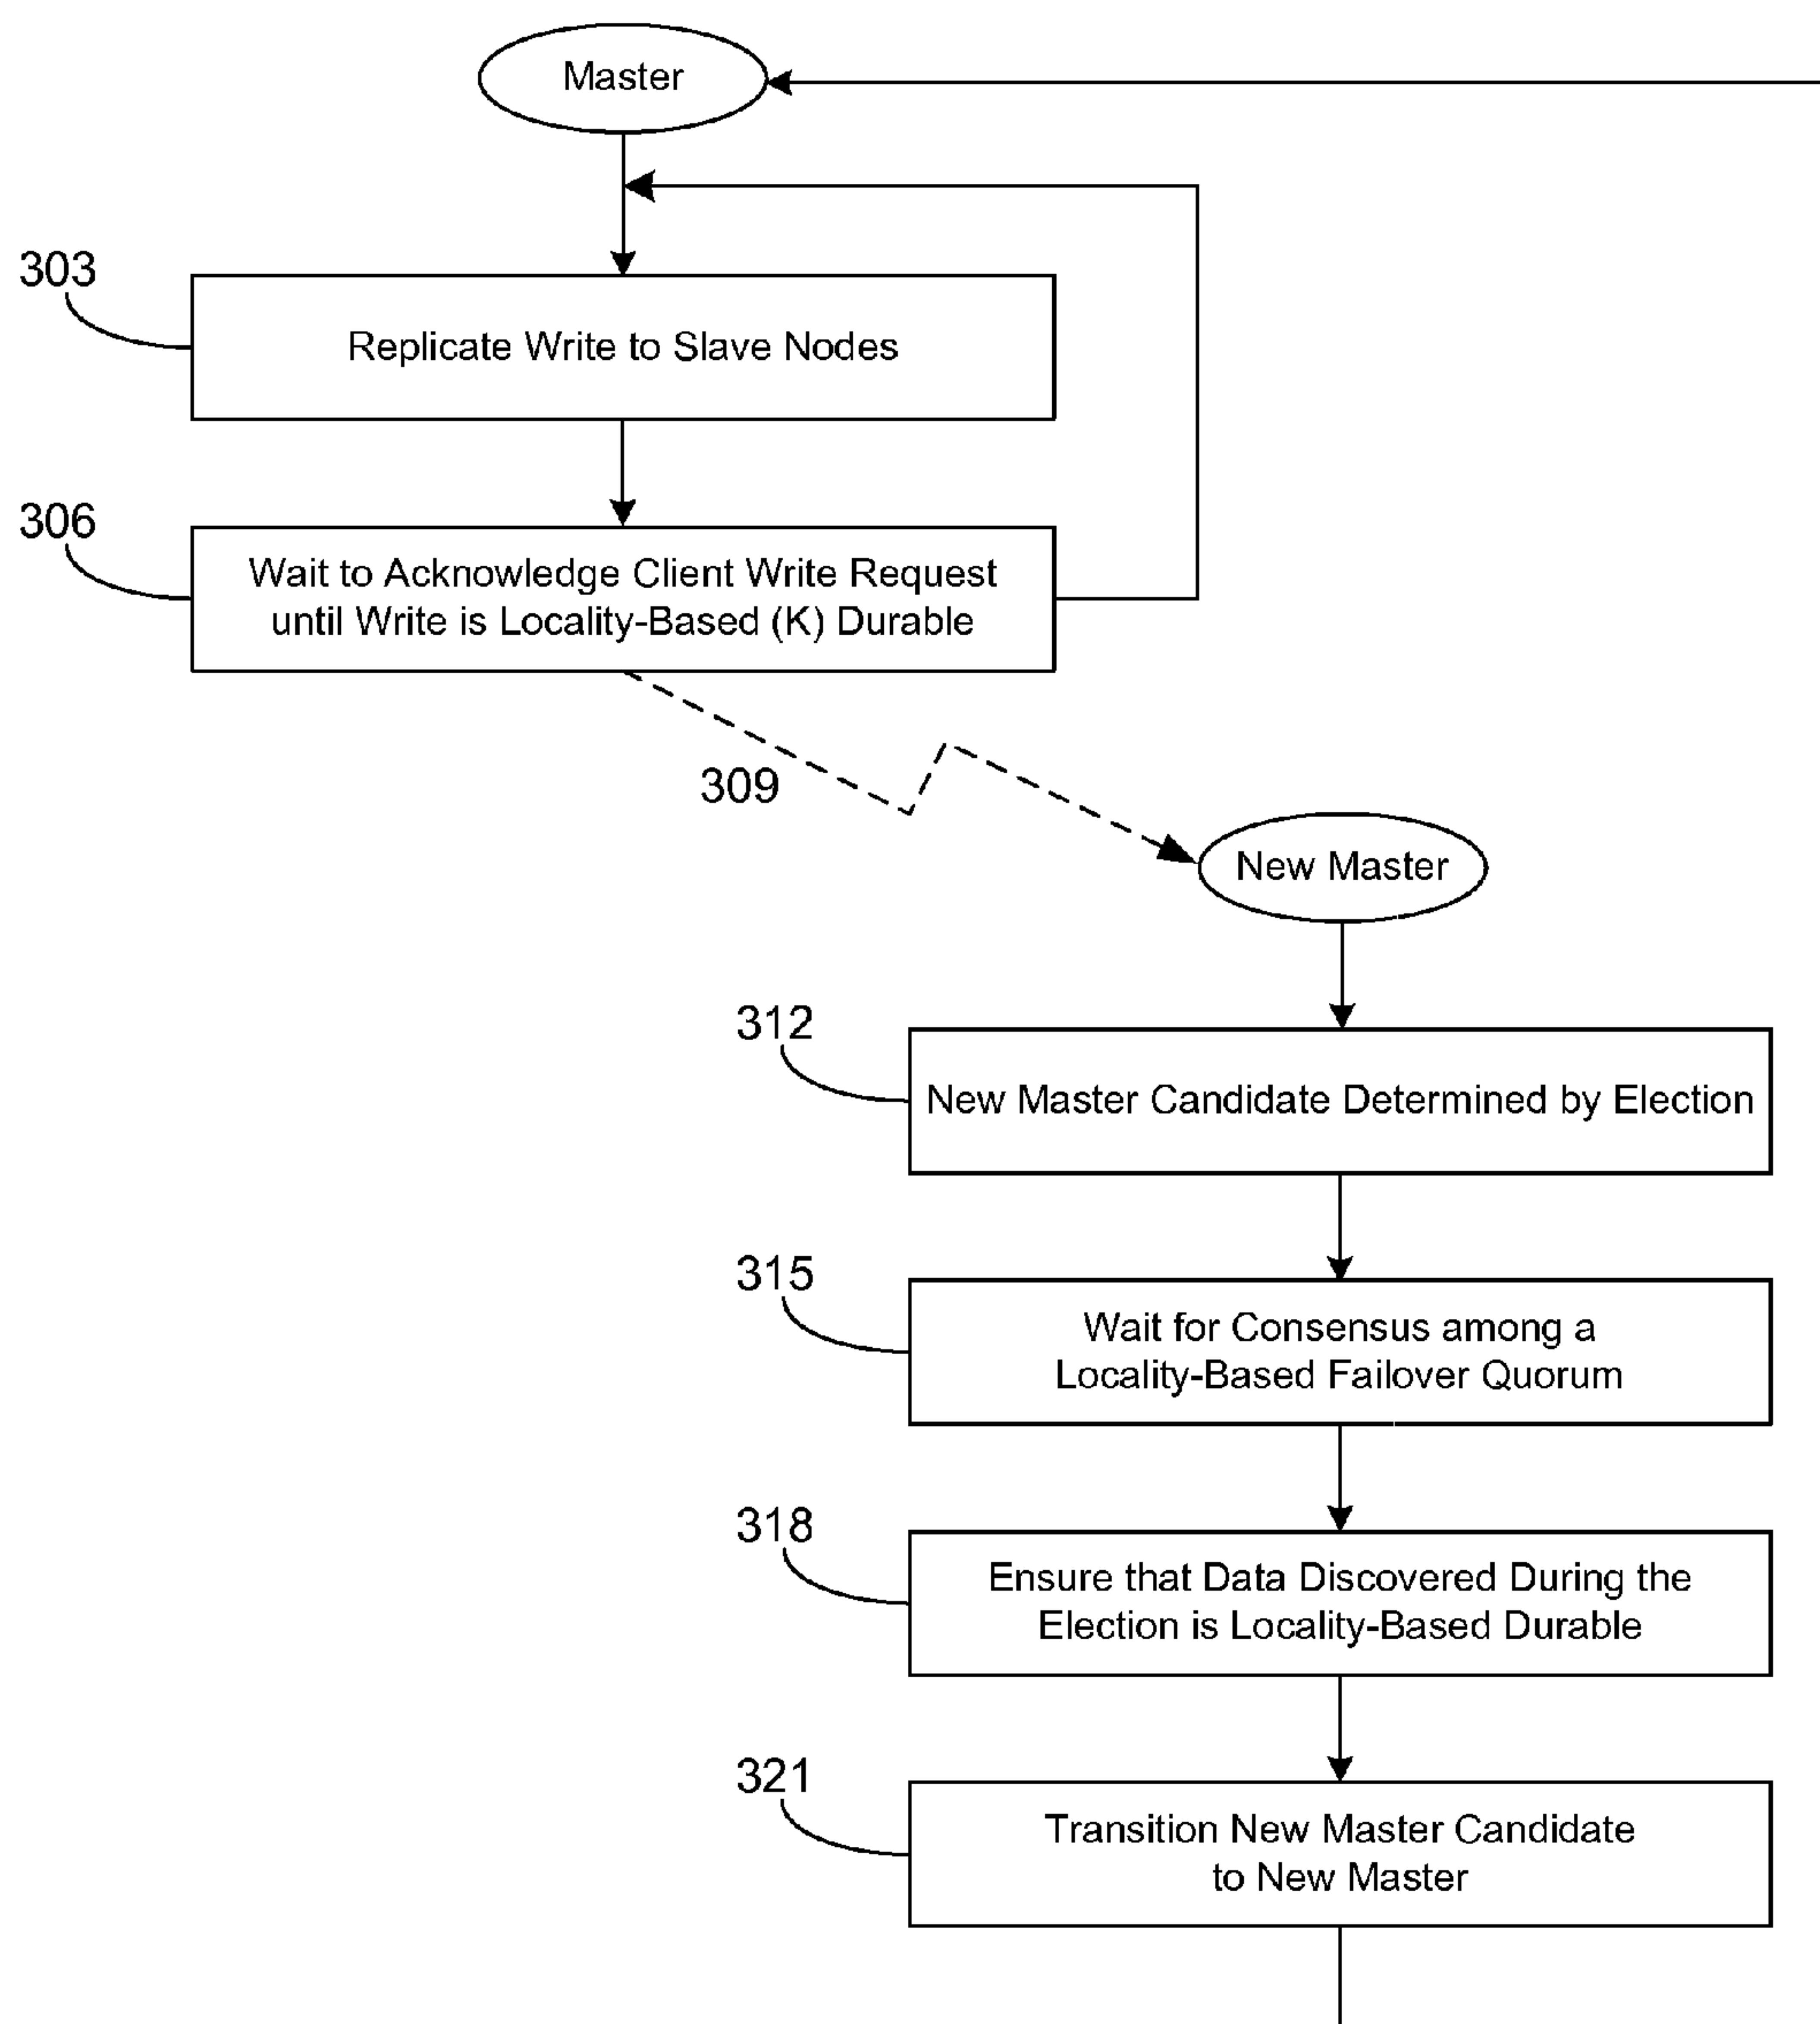 Master
303
Replicate Write to Slave Nodes
306
Wait to Acknowledge Client Write Request
until Write is Locality-Based (K) Durable
309
New Master
312
New Master Candidate Determined by Election
315
Wait for Consensus among a
Locality-Based Failover Quorum
318
Ensure that Data Discovered During the
Election is Locality-Based Durable
321
Transition New Master Candidate
to New Master